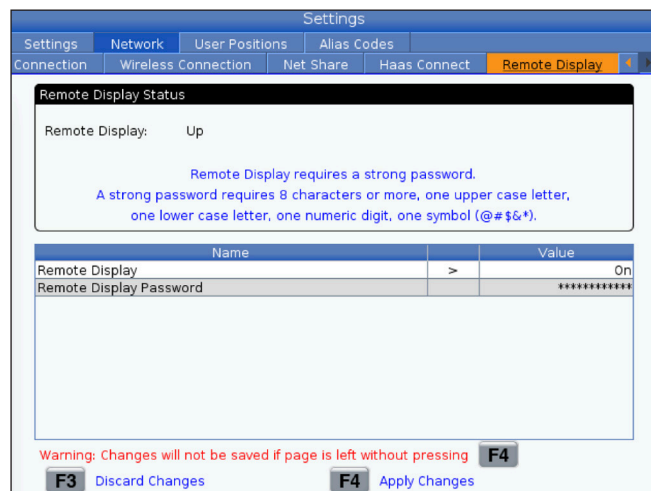 Settings
Settings Network User Positions Alias Codes
Connection Wireless Connection Net Share Haas Connect Remote Display
Remote Display Status
Remote Display: Up
Remote Display requires a strong password.
A strong password requires 8 characters or more, one upper case letter,
one lower case letter, one numeric digit, one symbol (@#$&*).
Name Value
Remote Display > On
Remote Display Password ************
Warning: Changes will not be saved if page is left without pressing F4
F3 Discard Changes F4 Apply Changes